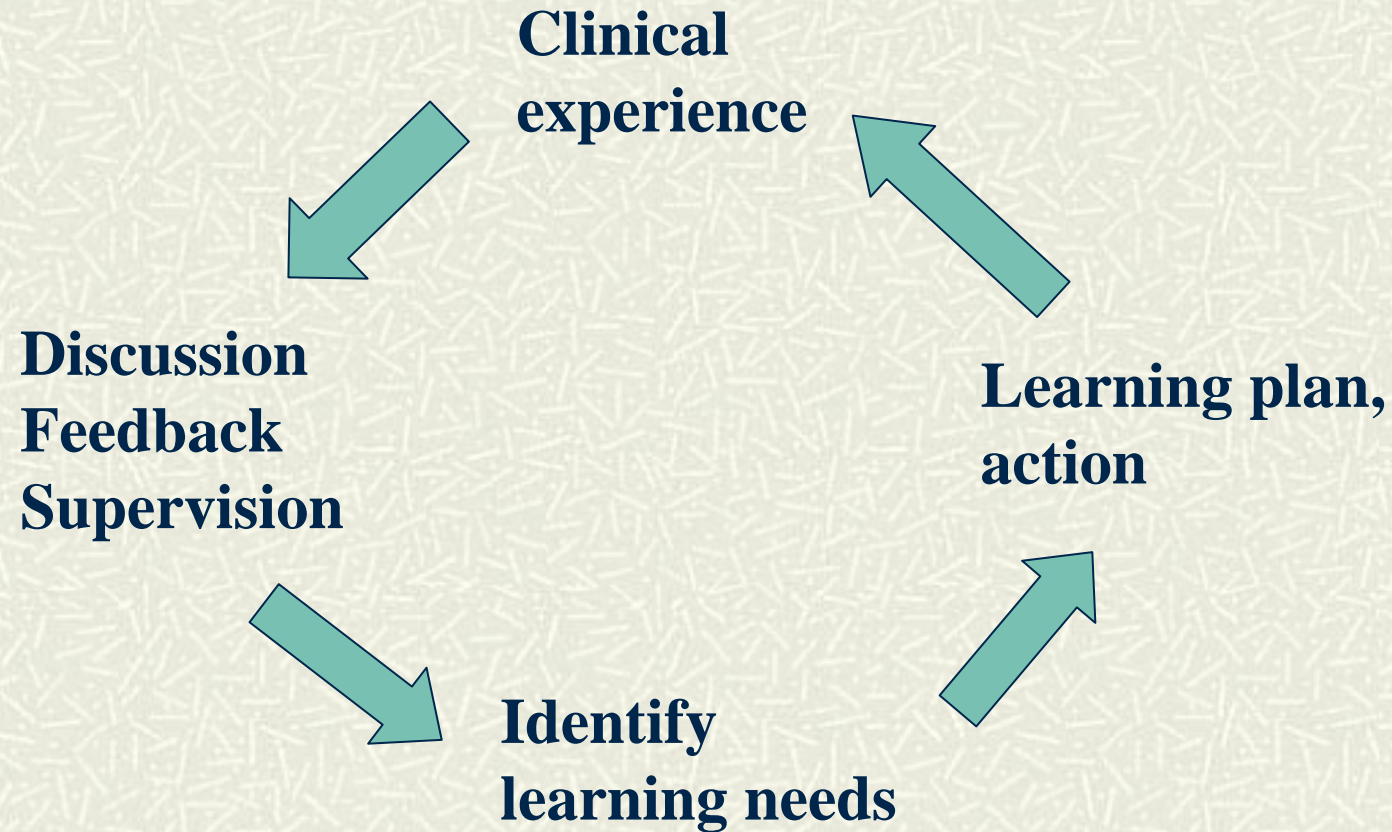 Clinical
experience
Discussion
Feedback
Supervision
Learning plan,
action
Identify
learning needs